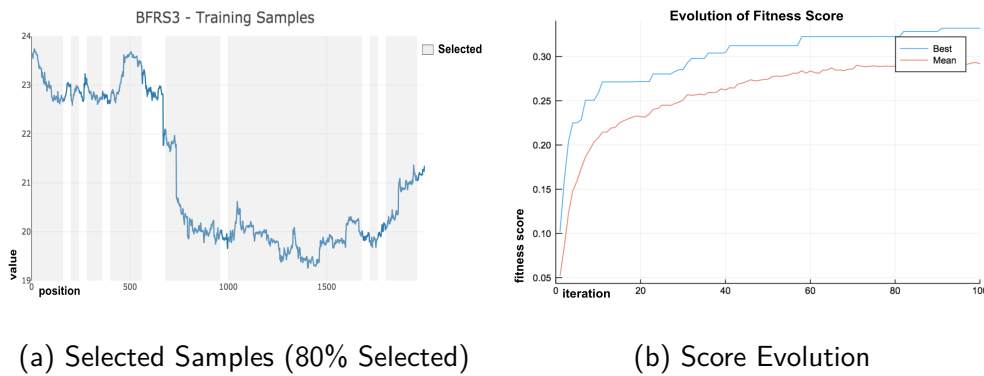 BFRS3 - Training Samples
24
23
22
21
20
19
value
0
500
1000
1500
position
Selected
Evolution of Fitness Score
0.30
0.25
0.20
0.15
0.10
0.05
fitness score
0
20
40
60
80
100
iteration
Best
Mean
(a) Selected Samples (80% Selected)
(b) Score Evolution